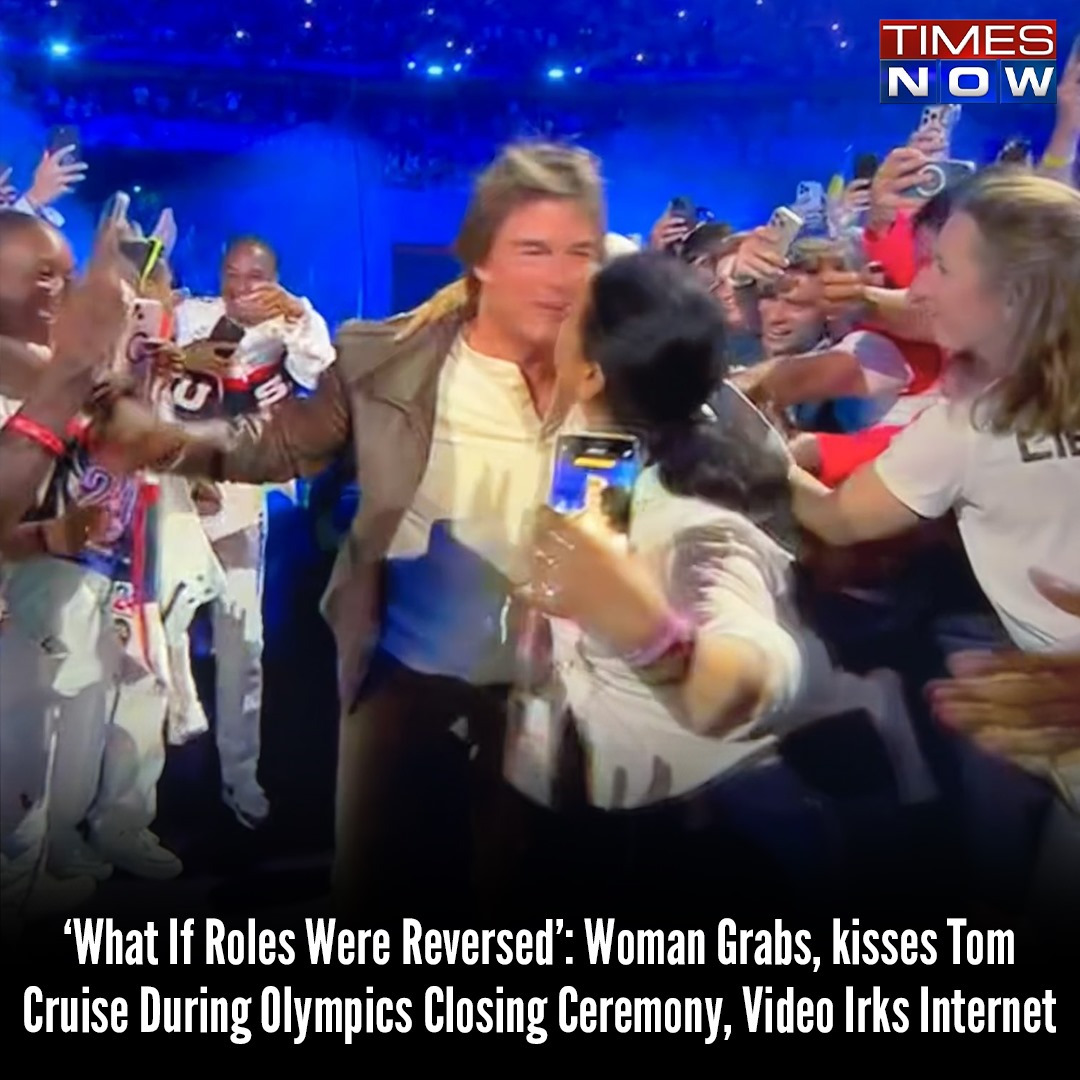 TIMES
NOW
‘What If Roles Were Reversed’: Woman Grabs, kisses Tom
Cruise During Olympics Closing Ceremony, Video Irks Internet